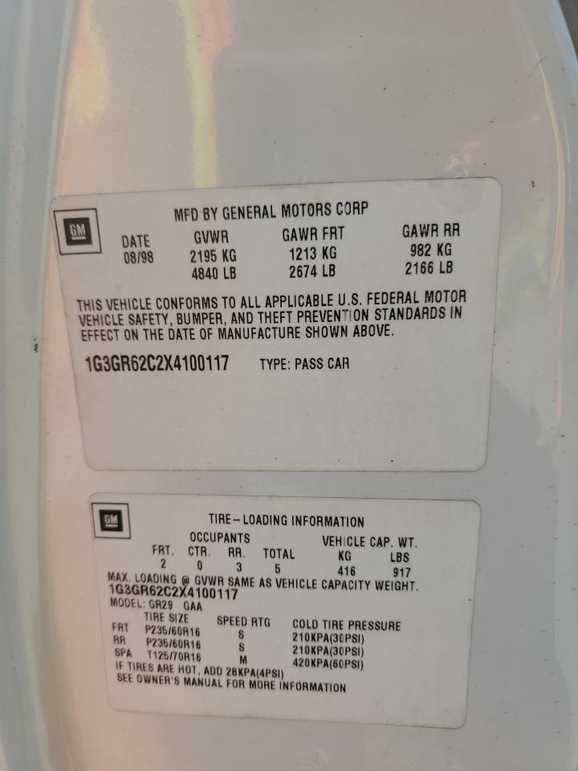 GM
MFD BY GENERAL MOTORS CORP
DATE GVWR GAWR FRT GAWR RR
08/98 2195 KG 1213 KG 982 KG
4840 LB 2674 LB 2166 LB
THIS VEHICLE CONFORMS TO ALL APPLICABLE U.S. FEDERAL MOTOR
VEHICLE SAFETY, BUMPER, AND THEFT PREVENTION STANDARDS IN
EFFECT ON THE DATE OF MANUFACTURE SHOWN ABOVE.
1G3GR62C2X4100117 TYPE: PASS CAR
GM
TIRE-LOADING INFORMATION
OCCUPANTS VEHICLE CAP. WT.
FRT. CTR. RR. TOTAL KG LBS
2 0 3 5 416 917
MAX. LOADING @ GVWR SAME AS VEHICLE CAPACITY WEIGHT.
1G3GR62C2X4100117
MODEL: GR29 GAA
TIRE SIZE SPEED RTG COLD TIRE PRESSURE
FRT P235/60R16 S 210KPA(30PSI)
RR P235/60R16 S 210KPA(30PSI)
SPA T125/70R16 M 420KPA(60PSI)
IF TIRES ARE HOT, ADD 28KPA(4PSI)
SEE OWNER'S MANUAL FOR MORE INFORMATION